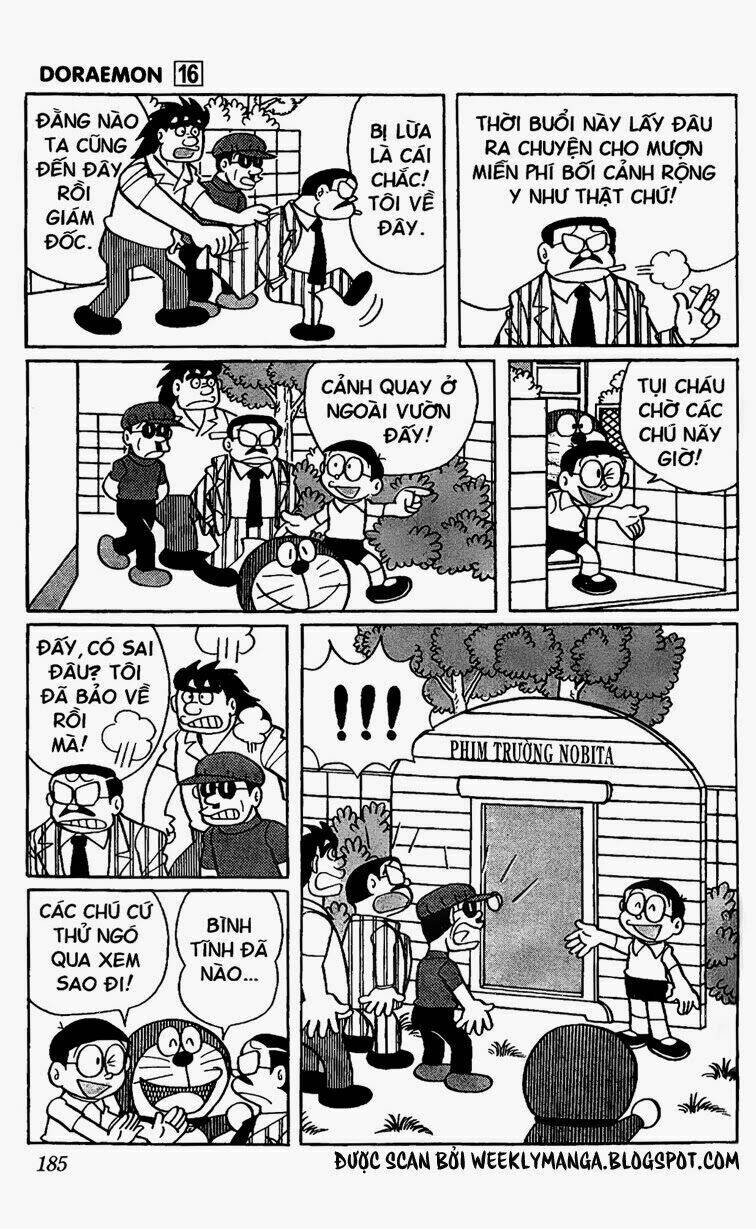 DORAEMON 16
THỜI BUỔI NÀY LẤY ĐÂU
RA CHUYỆN CHO MƯỢN
MIỄN PHÍ BỐI CẢNH RỘNG
Y NHƯ THẬT CHỨ!
BỊ LỪA
LÀ CÁI
CHẮC!
TÔI VỀ
ĐÂY.
ĐẰNG NÀO
TA CŨNG
ĐẾN ĐÂY
RỒI
GIÁM
ĐỐC.
TỤI CHÁU
CHỜ CÁC
CHÚ NÃY
GIỜ!
CẢNH QUAY Ở
NGOÀI VƯỜN
ĐẤY!
!!!
PHIM TRƯỜNG NOBITA
ĐẤY, CÓ SAI
ĐÂU? TÔI
ĐÃ BẢO VỀ
RỒI
MÀ!
BÌNH
TĨNH ĐÃ
NÀO...
CÁC CHÚ CỨ
THỬ NGÓ
QUA XEM
SAO ĐI!
185
ĐƯỢC SCAN BỞI WEEKLYMANGA.BLOGSPOT.COM